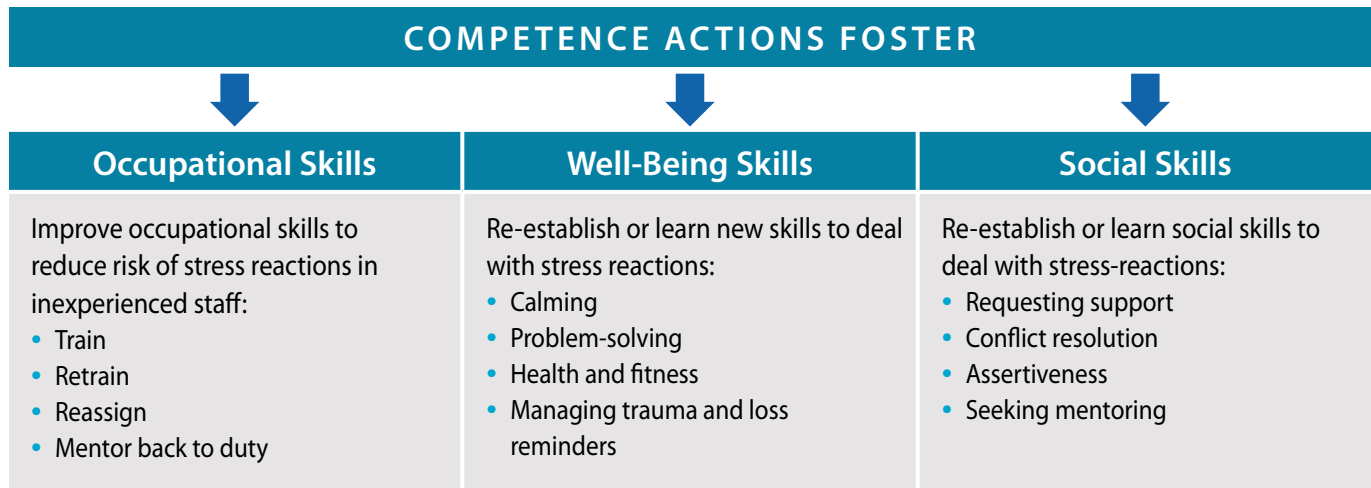 COMPETENCE ACTIONS FOSTER
Occupational Skills
Improve occupational skills to
reduce risk of stress reactions in
inexperienced staff:
• Train
• Retrain
• Reassign
• Mentor back to duty
Well-Being Skills
Re-establish or learn new skills to deal
with stress reactions:
• Calming
• Problem-solving
• Health and fitness
• Managing trauma and loss
reminders
Social Skills
Re-establish or learn social skills to
deal with stress-reactions:
• Requesting support
• Conflict resolution
• Assertiveness
• Seeking mentoring